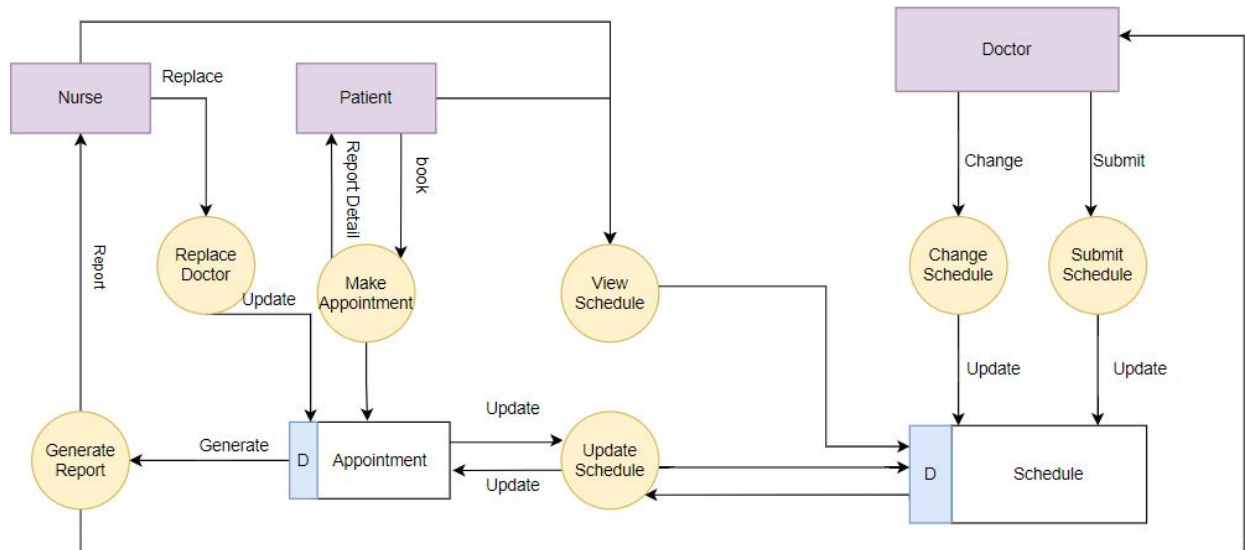 Doctor
Replace
Nurse
Patient
Report Detail
book
Change
Submit
Report
Replace
Doctor
Make
Appointment
View
Schedule
Change
Schedule
Submit
Schedule
Update
Update
Update
Update
Generate
Report
Generate
D
Appointment
Update
Schedule
D
Schedule
Update